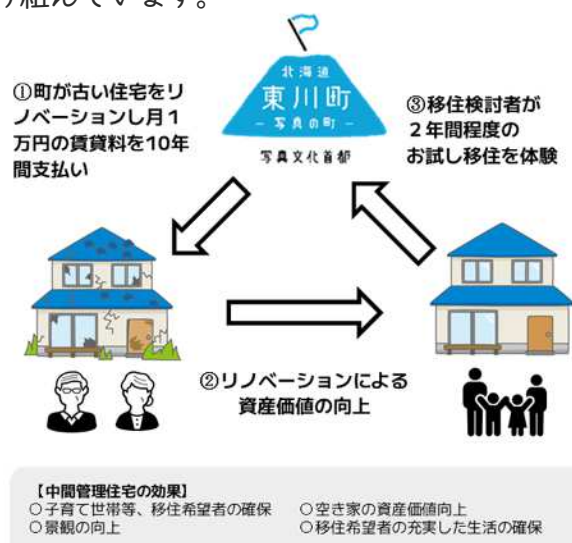 り組んでいます。
北海道
東川町
― 写真の町 ―
写真文化首都
①町が古い住宅をリ
ノベーションし月1
万円の賃貸料を10年
間支払い
③移住検討者が
2年間程度の
お試し移住を体験
②リノベーションによる
資産価値の向上
【中間管理住宅の効果】
○子育て世帯等、移住希望者の確保 ○空き家の資産価値向上
○景観の向上 ○移住希望者の充実した生活の確保